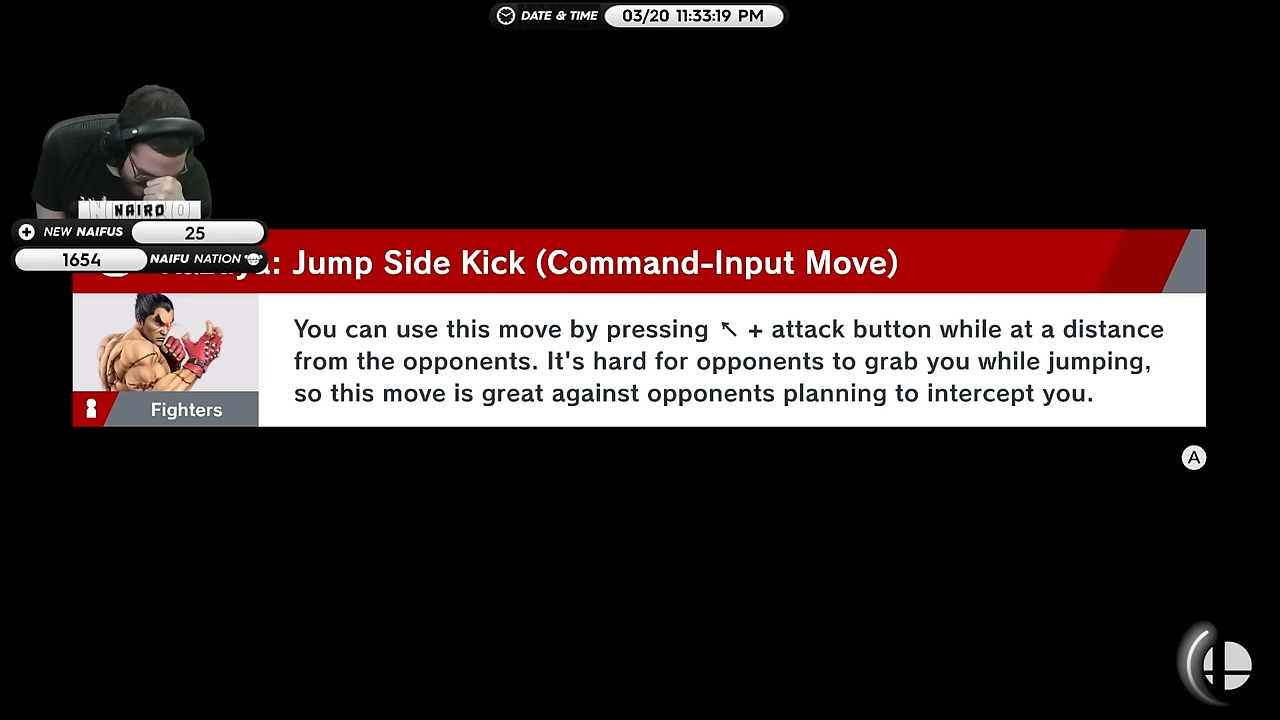 DATE & TIME 03/20 11:33:19 PM
NAIRO
NEW NAIFUS 25
1654 NAIFU NATION
Jump Side Kick (Command-Input Move)
You can use this move by pressing ↖ + attack button while at a distance
from the opponents. It's hard for opponents to grab you while jumping,
so this move is great against opponents planning to intercept you.
Fighters
A